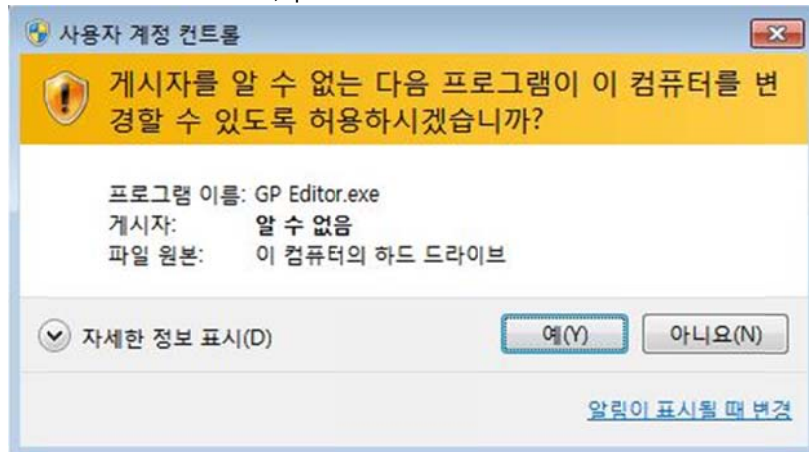 사용자 계정 컨트롤
게시자를 알 수 없는 다음 프로그램이 이 컴퓨터를 변
경할 수 있도록 허용하시겠습니까?
프로그램 이름: GP Editor.exe
게시자: 알 수 없음
파일 원본: 이 컴퓨터의 하드 드라이브
자세한 정보 표시(D)
예(Y)
아니요(N)
알림이 표시될 때 변경